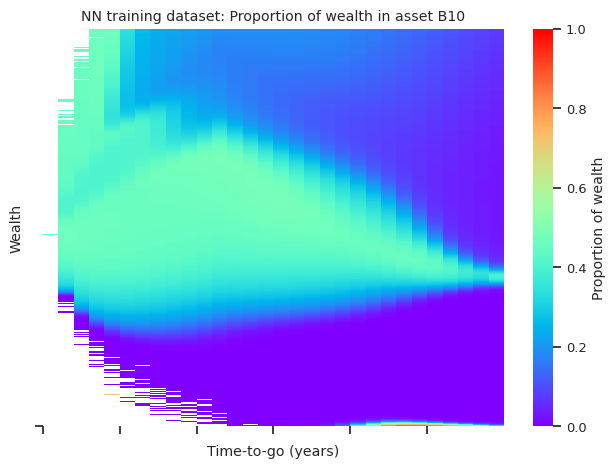 NN training dataset: Proportion of wealth in asset B10
Wealth
Time-to-go (years)
1.0
0.8
0.6
0.4
0.2
0.0
Proportion of wealth